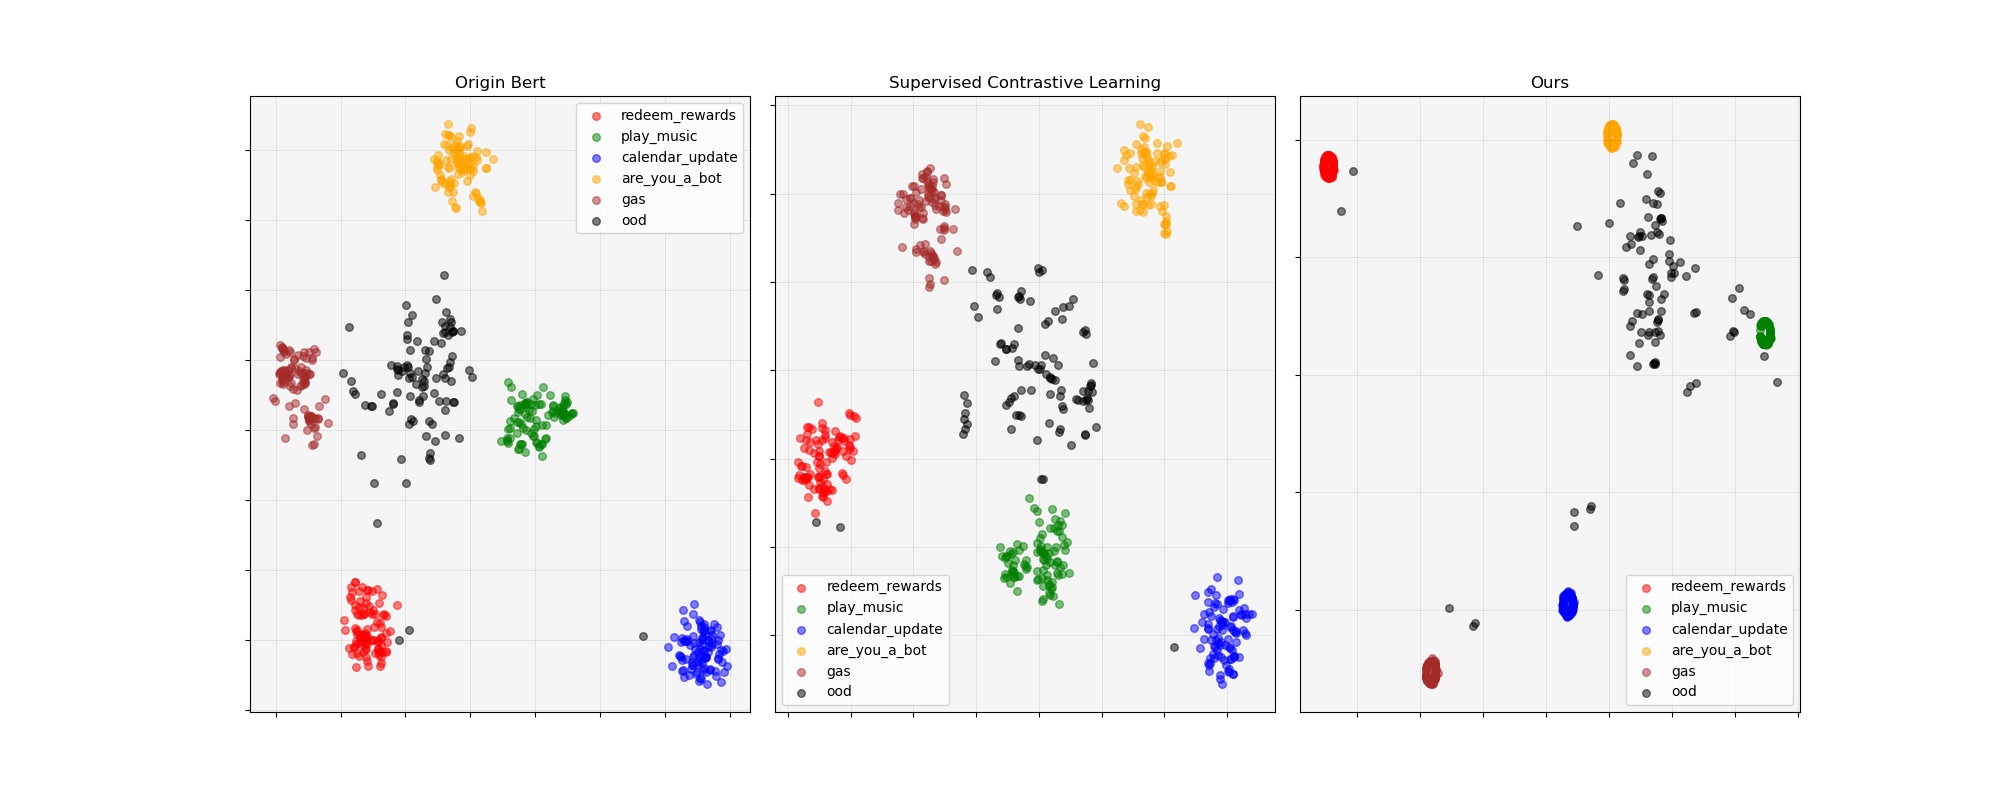 Origin Bert
redeem_rewards
play_music
calendar_update
are_you_a_bot
gas
ood
Supervised Contrastive Learning
redeem_rewards
play_music
calendar_update
are_you_a_bot
gas
ood
Ours
redeem_rewards
play_music
calendar_update
are_you_a_bot
gas
ood